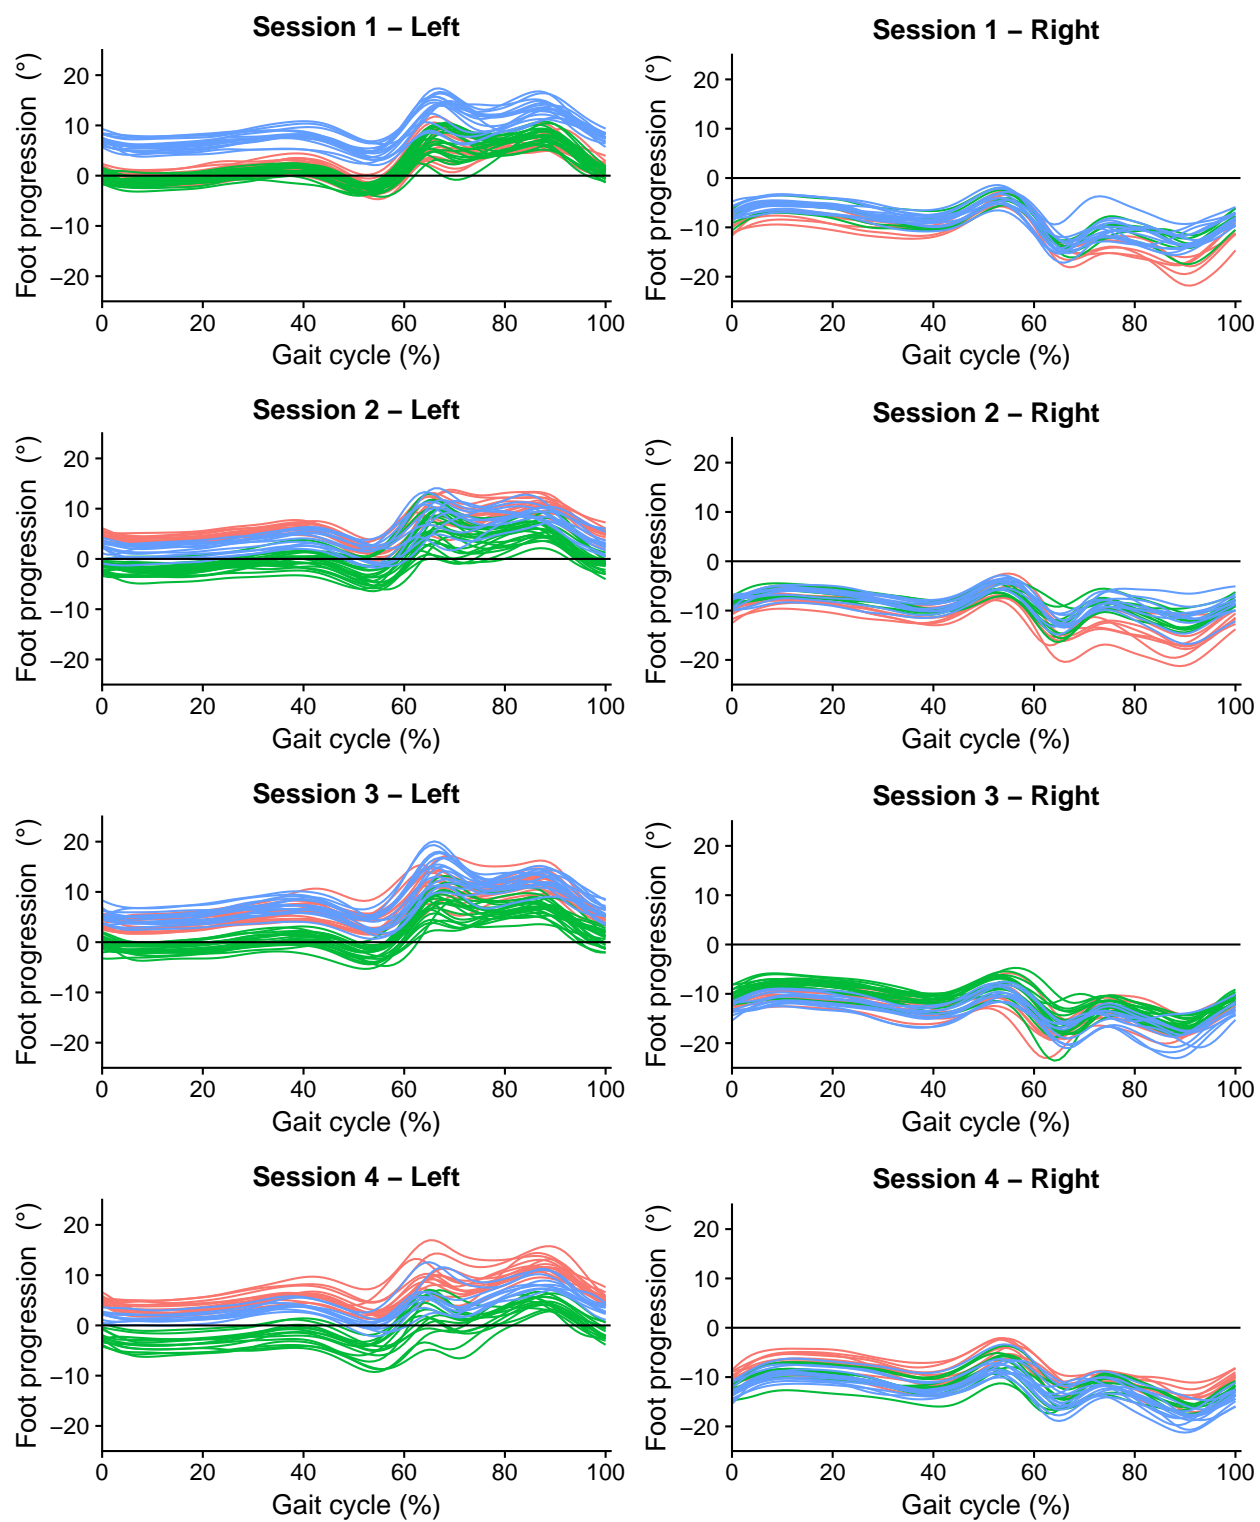 Session 1 – Left
Foot progression (°)
20
10
0
−10
−20
0 20 40 60 80 100
Gait cycle (%)
Session 1 – Right
Foot progression (°)
20
10
0
−10
−20
0 20 40 60 80 100
Gait cycle (%)
Session 2 – Left
Foot progression (°)
20
10
0
−10
−20
0 20 40 60 80 100
Gait cycle (%)
Session 2 – Right
Foot progression (°)
20
10
0
−10
−20
0 20 40 60 80 100
Gait cycle (%)
Session 3 – Left
Foot progression (°)
20
10
0
−10
−20
0 20 40 60 80 100
Gait cycle (%)
Session 3 – Right
Foot progression (°)
20
10
0
−10
−20
0 20 40 60 80 100
Gait cycle (%)
Session 4 – Left
Foot progression (°)
20
10
0
−10
−20
0 20 40 60 80 100
Gait cycle (%)
Session 4 – Right
Foot progression (°)
20
10
0
−10
−20
0 20 40 60 80 100
Gait cycle (%)